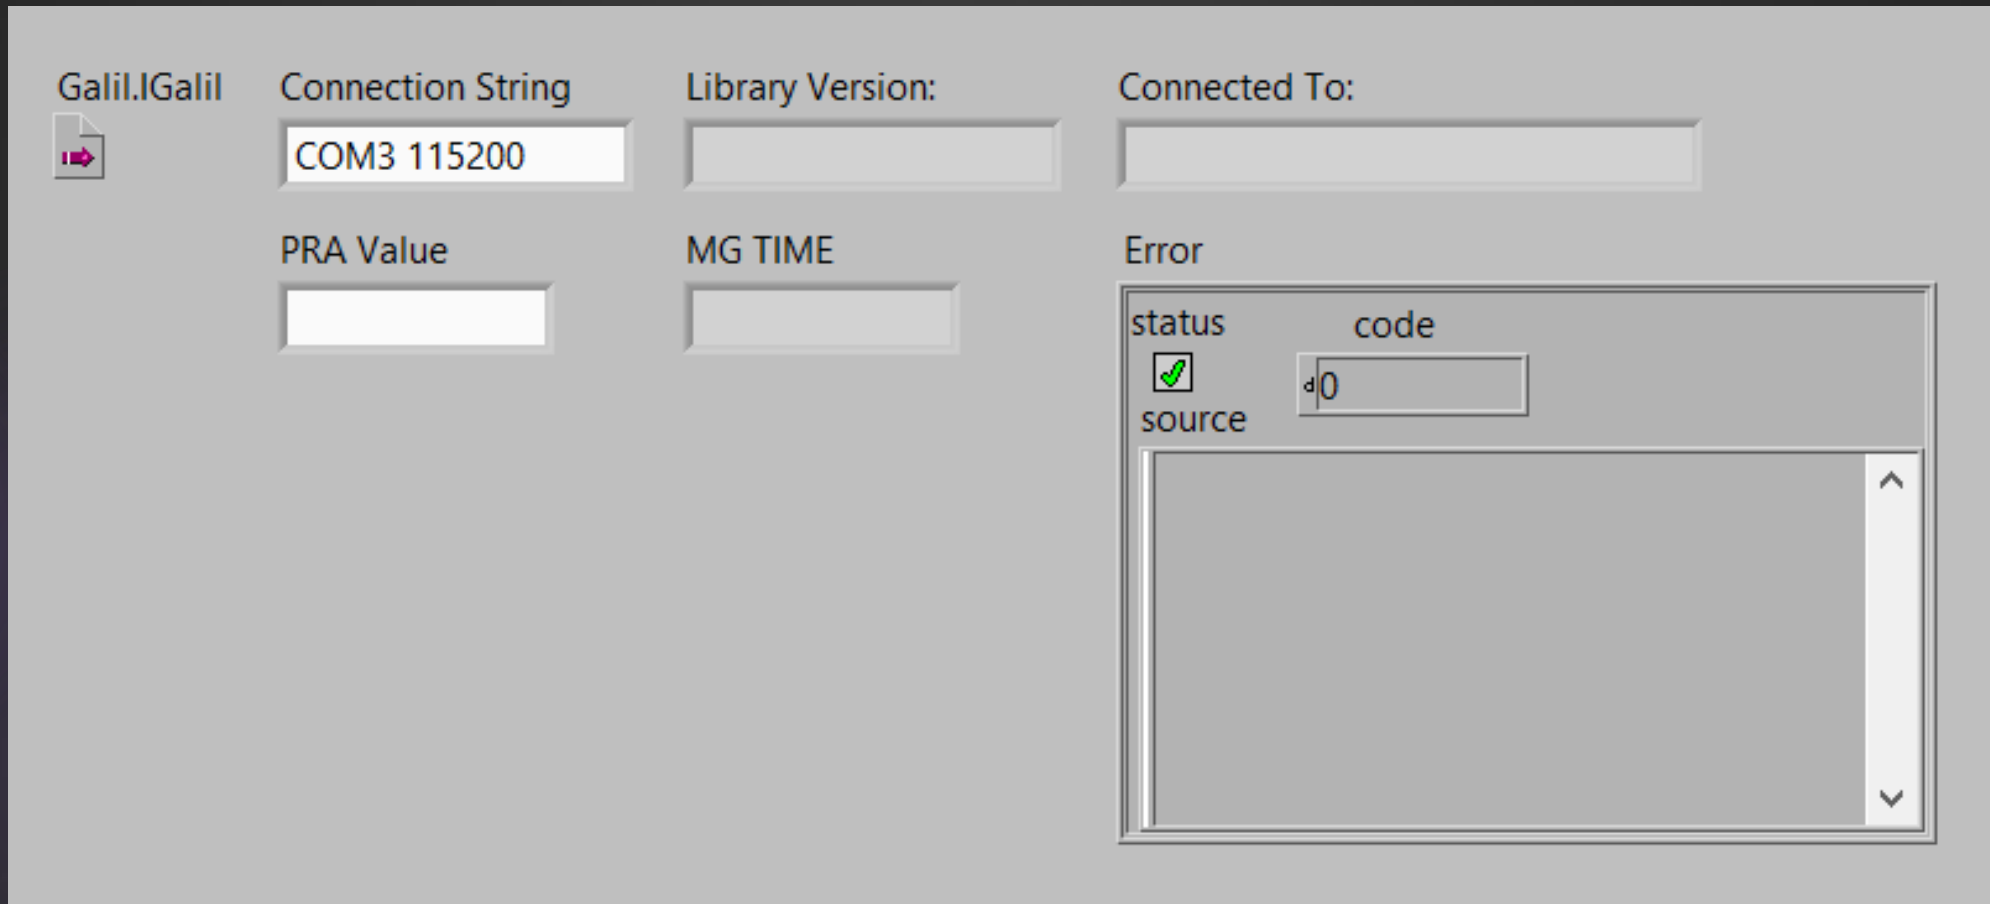 Galil.IGalil
Connection String
Library Version:
Connected To:
COM3 115200
PRA Value
MG TIME
Error
status
code
d
0
source